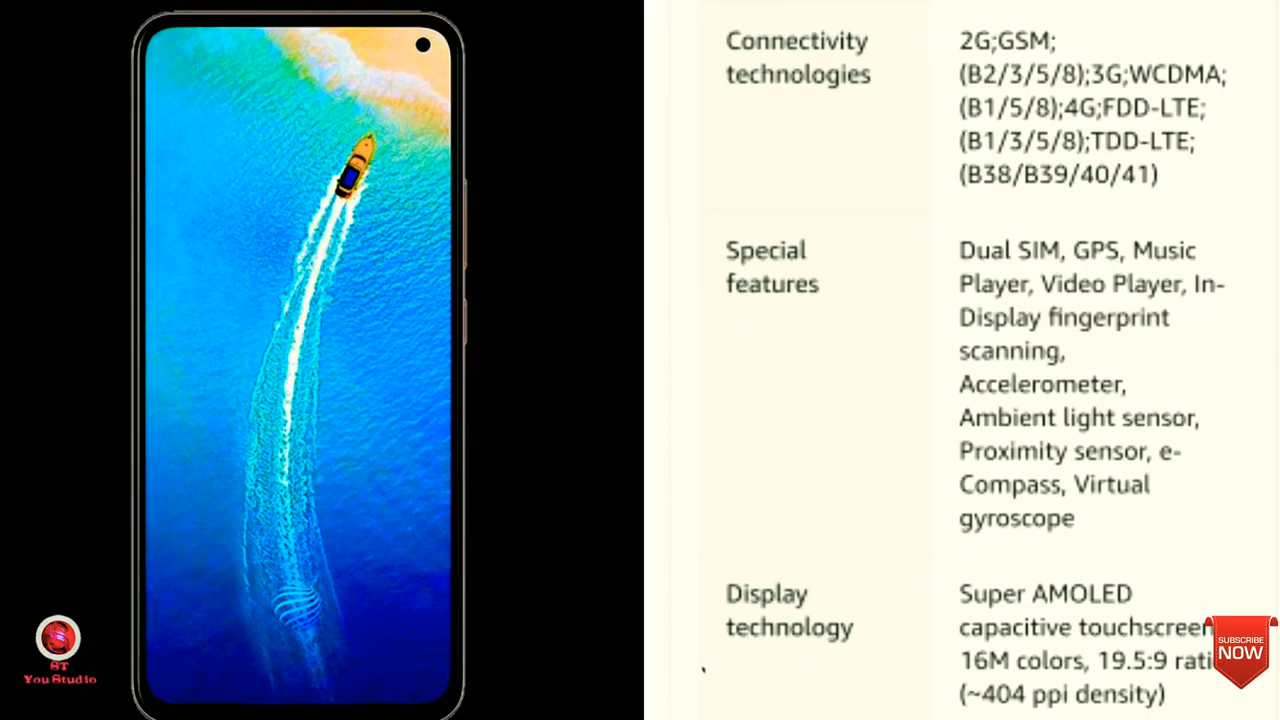 Connectivity
technologies
2G;GSM;
(B2/3/5/8);3G;WCDMA;
(B1/5/8);4G;FDD-LTE;
(B1/3/5/8);TDD-LTE;
(B38/B39/40/41)
Special
features
Dual SIM, GPS, Music
Player, Video Player, In-
Display fingerprint
scanning,
Accelerometer,
Ambient light sensor,
Proximity sensor, e-
Compass, Virtual
gyroscope
Display
technology
Super AMOLED
capacitive touchscreen
16M colors, 19.5:9 rati
(~404 ppi density)
ST
YouStudio
SUBSCRIBE
NOW